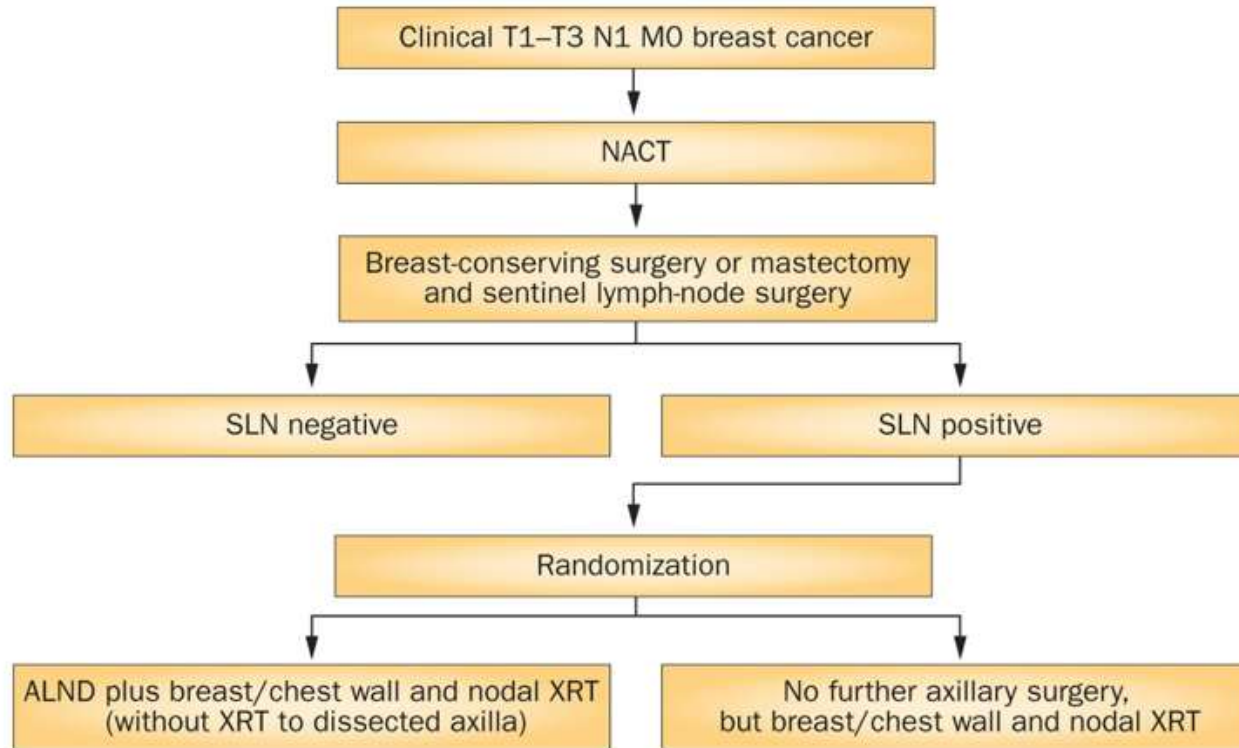 Clinical T1–T3 N1 M0 breast cancer
NACT
Breast-conserving surgery or mastectomy
and sentinel lymph-node surgery
SLN negative
SLN positive
Randomization
ALND plus breast/chest wall and nodal XRT
(without XRT to dissected axilla)
No further axillary surgery,
but breast/chest wall and nodal XRT